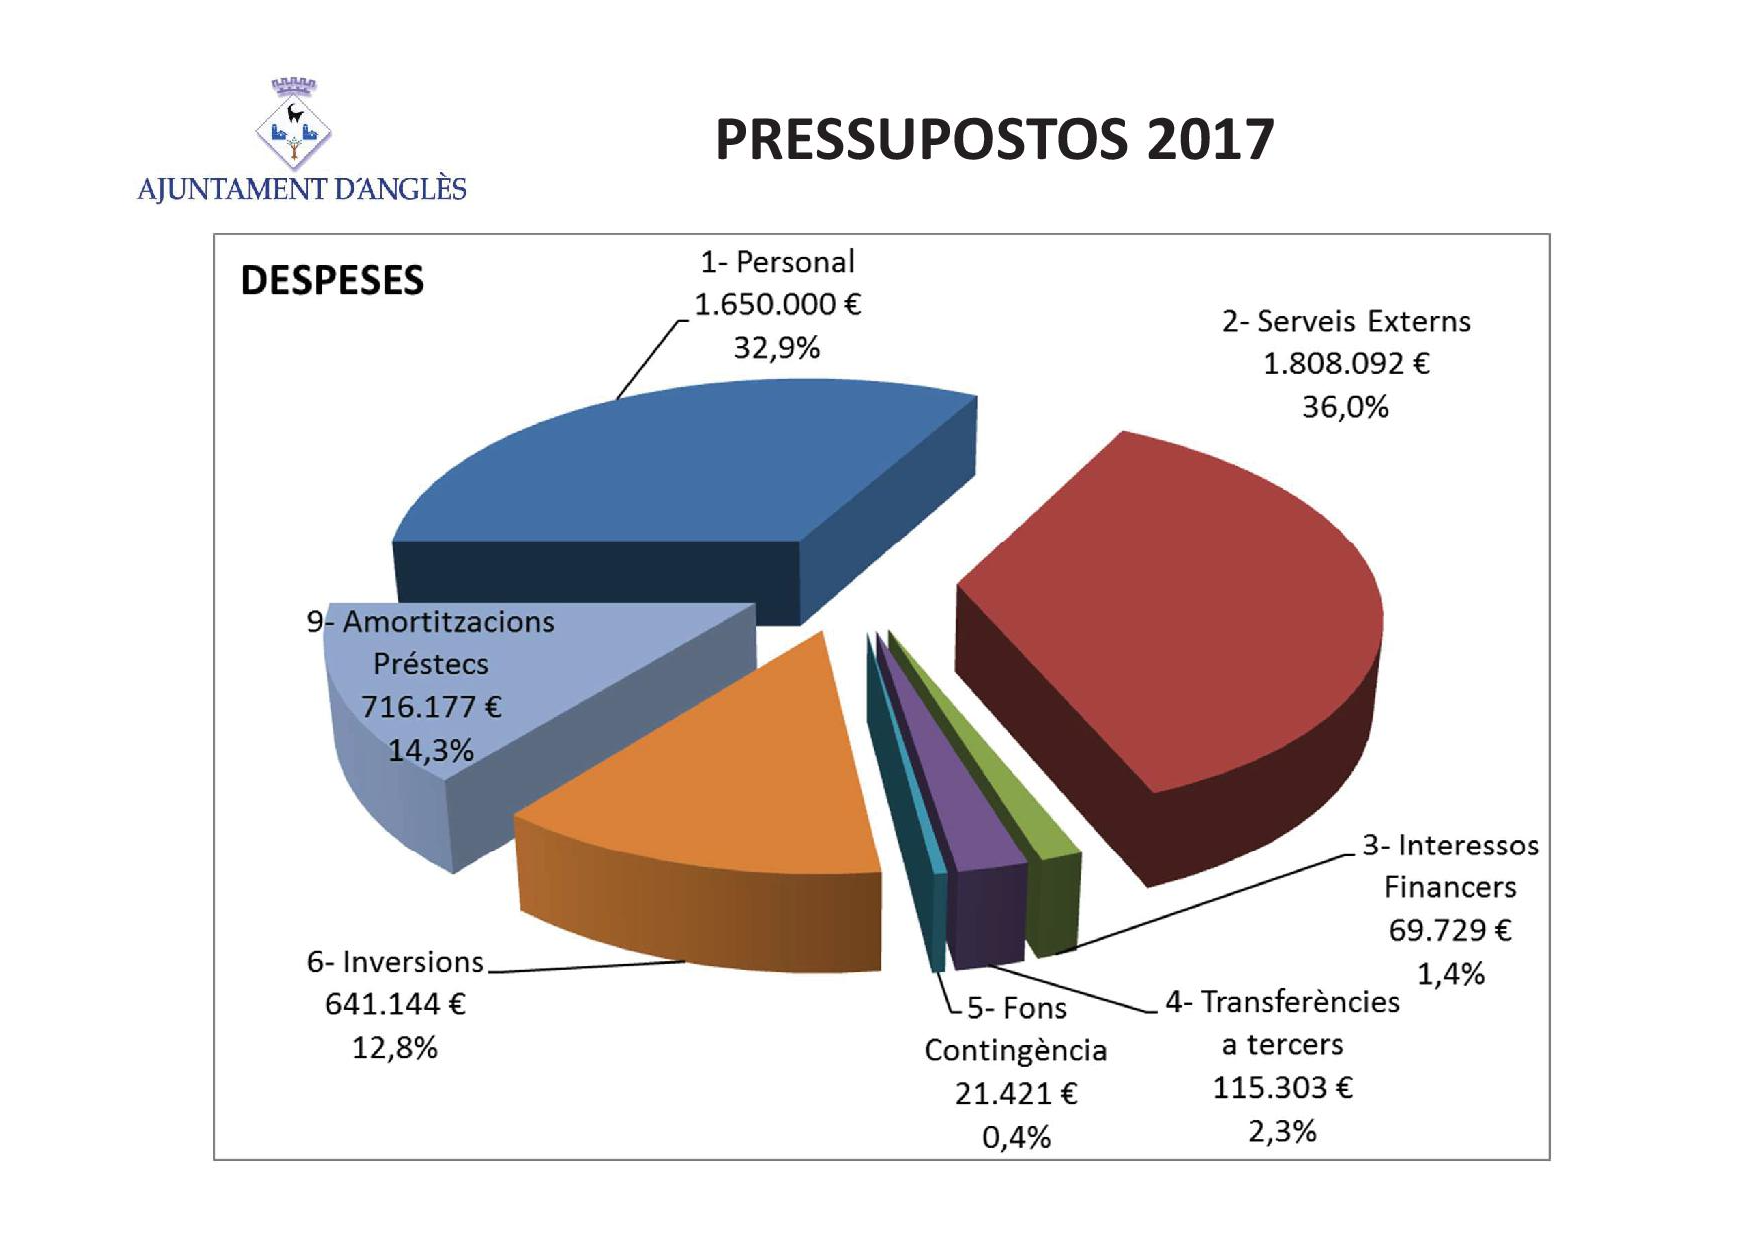 AJUNTAMENT D´ANGLÈS
PRESSUPOSTOS 2017
DESPESES
1- Personal
1.650.000 €
32,9%
2- Serveis Externs
1.808.092 €
36,0%
9- Amortitzacions
Préstecs
716.177 €
14,3%
3- Interessos
Financers
69.729 €
1,4%
6- Inversions
641.144 €
12,8%
5- Fons
Contingència
21.421 €
0,4%
4- Transferències
a tercers
115.303 €
2,3%